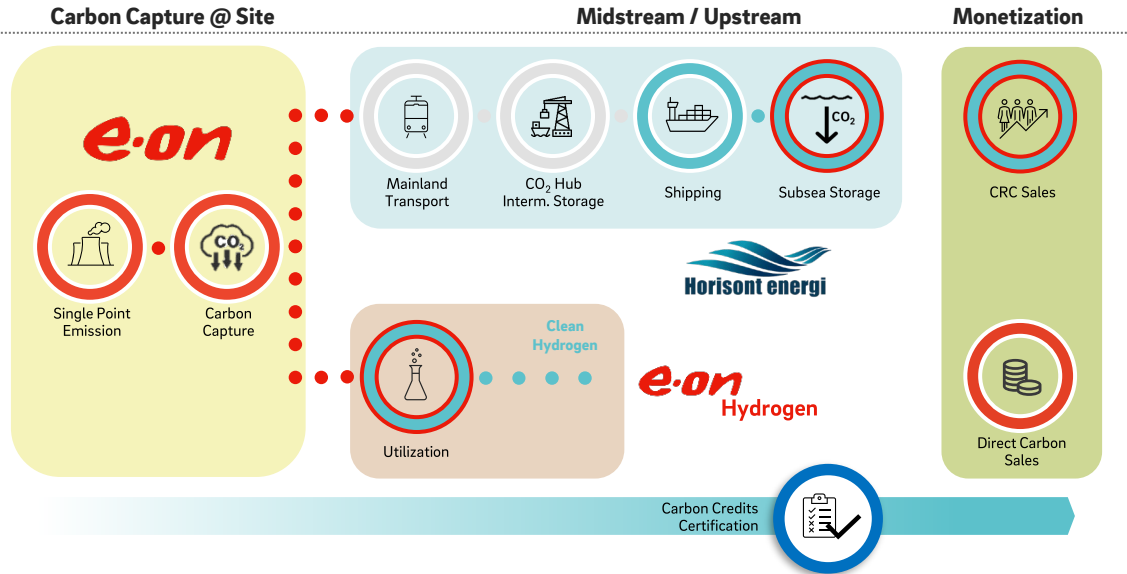 Carbon Capture @ Site
Midstream / Upstream
Monetization
e·on
CO₂
Single Point
Emission
Carbon
Capture
Mainland
Transport
CO₂ Hub
Interm. Storage
Shipping
CO₂
Subsea Storage
Horisont energi
Clean
Hydrogen
Utilization
e·on
Hydrogen
CRC Sales
Direct Carbon
Sales
Carbon Credits
Certification